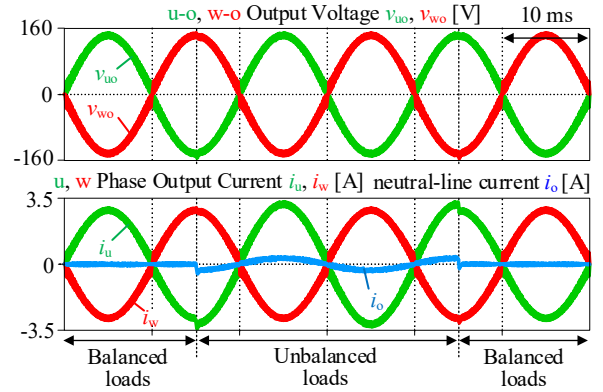 u-o, w-o Output Voltage vuo, vwo [V]
160
10 ms
vuo
0
vwo
-160
u, w Phase Output Current iu, iw [A] neutral-line current io [A]
3.5
iu
0
io
iw
-3.5
Balanced loads
Unbalanced loads
Balanced loads